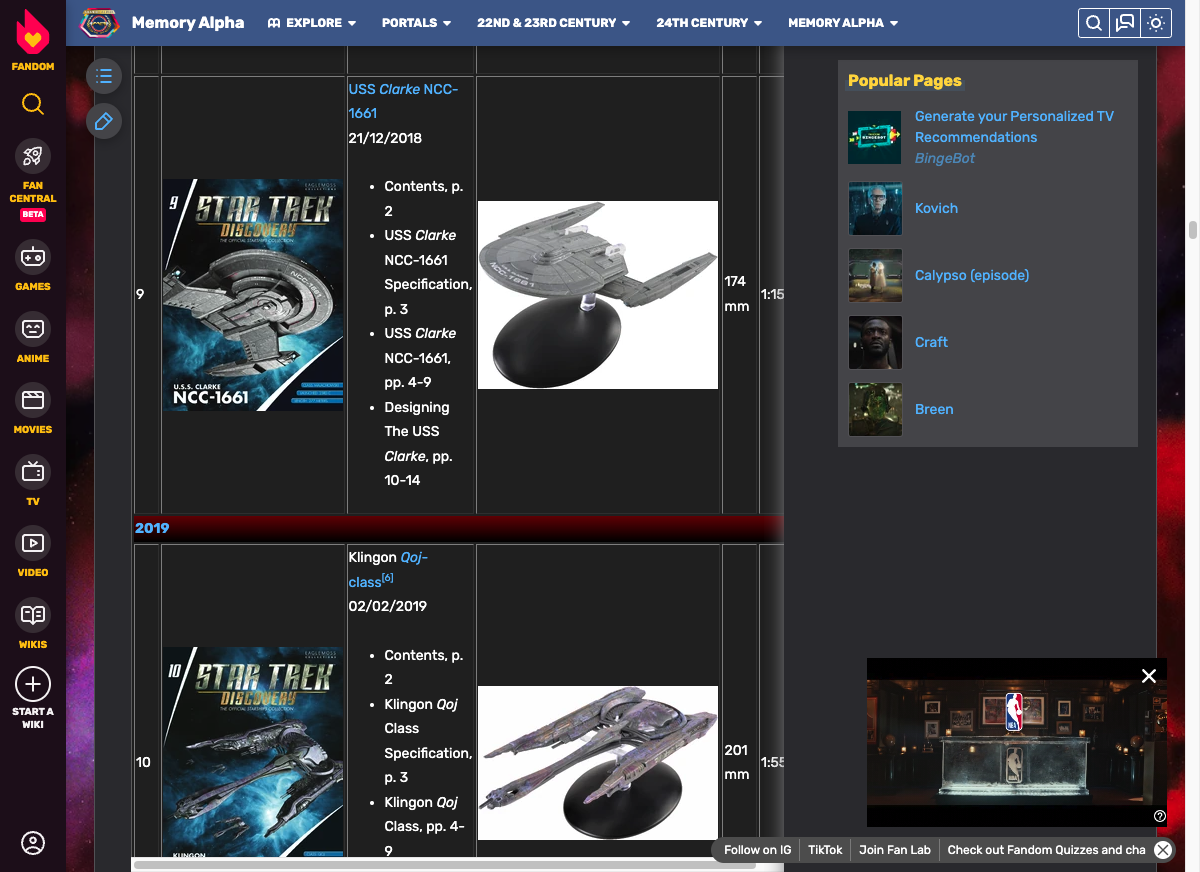 Memory Alpha
EXPLORE
PORTALS
22ND & 23RD CENTURY
24TH CENTURY
MEMORY ALPHA
FANDOM
FAN
CENTRAL
BETA
GAMES
ANIME
MOVIES
TV
VIDEO
WIKIS
START A
WIKI
9
9
EAGLEMOSS
COLLECTIONS
STAR TREK
DISCOVERY
THE OFFICIAL STARSHIPS COLLECTION
NCC-1661
U.S.S. CLARKE
NCC-1661
USS Clarke NCC-
1661
21/12/2018
Contents, p.
2
USS Clarke
NCC-1661
Specification,
p. 3
USS Clarke
NCC-1661,
pp. 4-9
Designing
The USS
Clarke, pp.
10-14
NCC-1661
174
mm
1:15
2019
10
10
EAGLEMOSS
COLLECTIONS
STAR TREK
DISCOVERY
THE OFFICIAL STARSHIPS COLLECTION
KLINGON
Klingon Qoj-
class[6]
02/02/2019
Contents, p.
2
Klingon Qoj
Class
Specification,
p. 3
Klingon Qoj
Class, pp. 4-
9
201
mm
1:55
Popular Pages
BINGEBOT
Generate your Personalized TV
Recommendations
BingeBot
Kovich
Calypso (episode)
Craft
Breen
NBA
Follow on IG
TikTok
Join Fan Lab
Check out Fandom Quizzes and cha